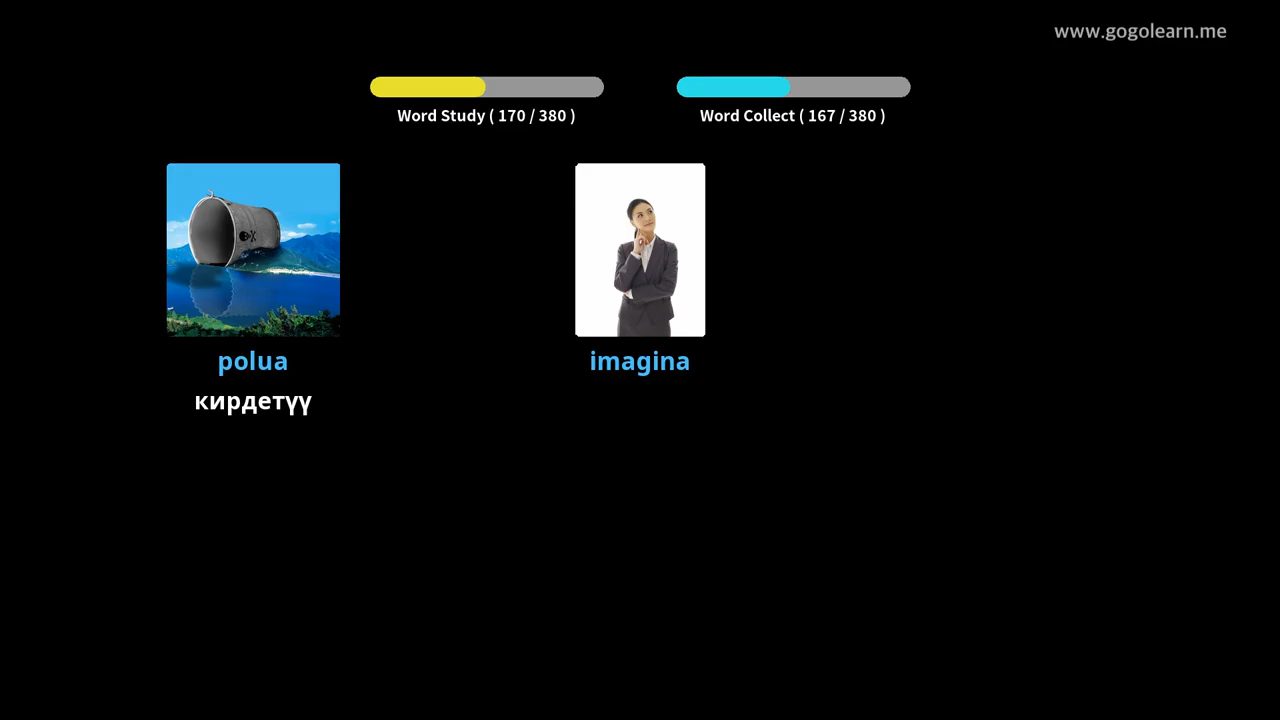 www.gogolearn.me
Word Study ( 170 / 380 )
Word Collect ( 167 / 380 )
polua
imagina
кирдетүү